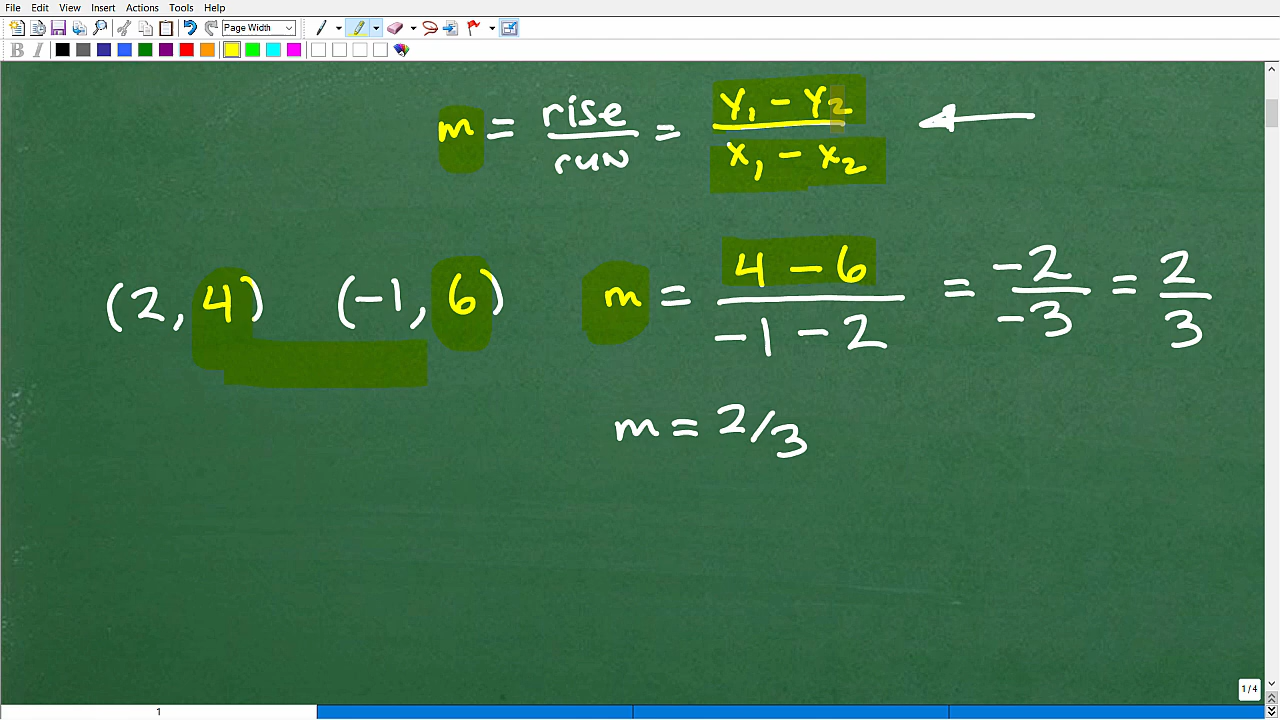 File Edit View Insert Actions Tools Help
Page Width
B I
m = rise/run = y₁ - y₂/x₁ - x₂
(2, 4) (-1, 6) m = 4 - 6/-1 - 2 = -2/-3 = 2/3
m = 2/3
1/4
1